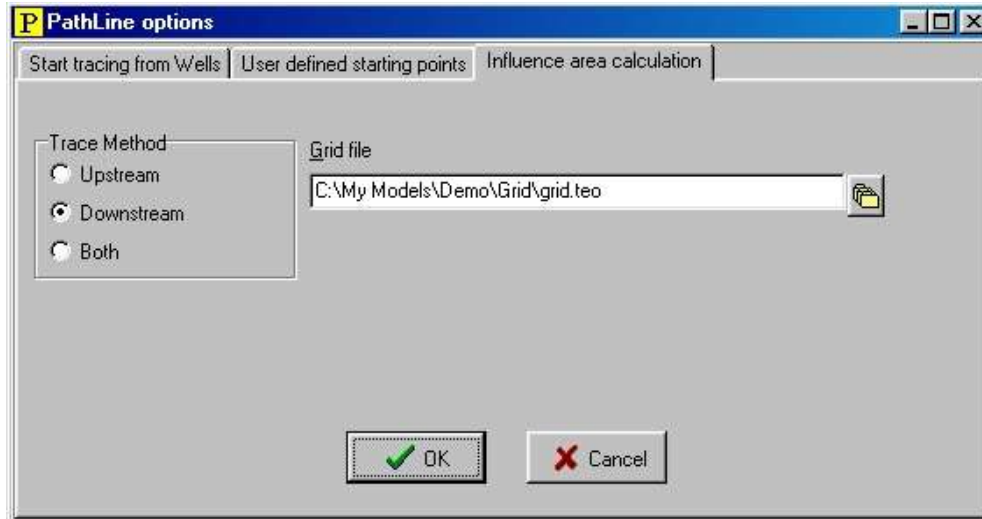 P PathLine options
Start tracing from Wells User defined starting points Influence area calculation
Trace Method
Upstream
Downstream
Both
Grid file
C:\My Models\Demo\Grid\grid.teo
OK Cancel